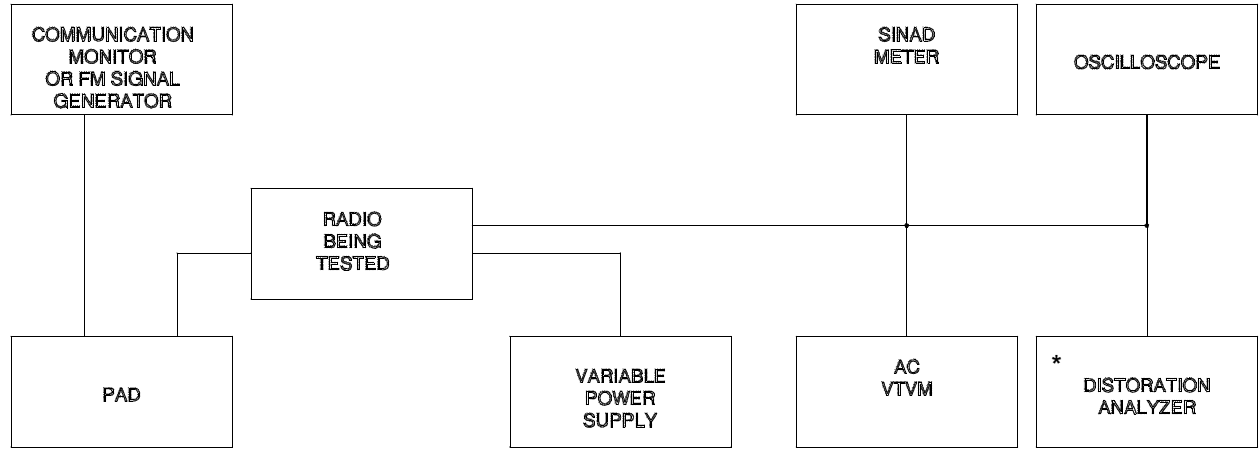 COMMUNICATION
MONITOR
OR FM SIGNAL
GENERATOR
SINAD
METER
OSCILLOSCOPE
RADIO
BEING
TESTED
PAD
VARIABLE
POWER
SUPPLY
AC
VTVM
*
DISTORATION
ANALYZER